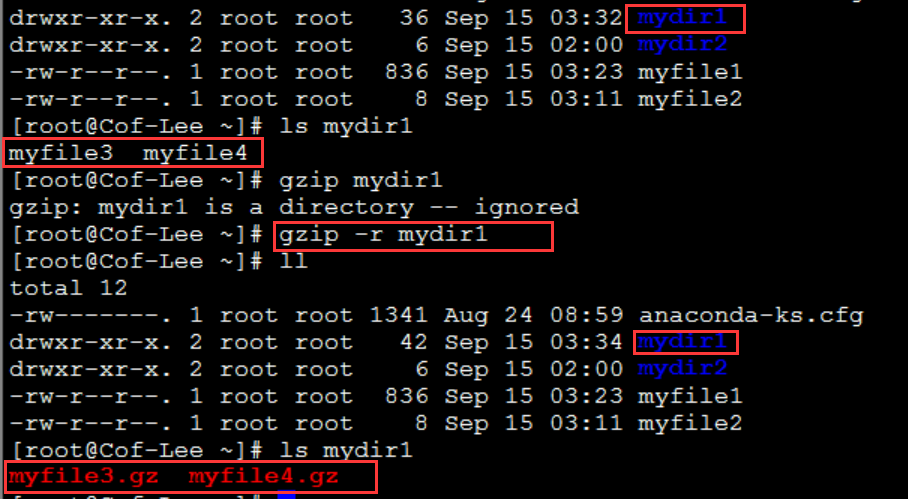 drwxr-xr-x. 2 root root   36 Sep 15 03:32 mydir1
drwxr-xr-x. 2 root root    6 Sep 15 02:00 mydir2
-rw-r--r--. 1 root root  836 Sep 15 03:23 myfile1
-rw-r--r--. 1 root root    8 Sep 15 03:11 myfile2
[root@Cof-Lee ~]# ls mydir1
myfile3  myfile4
[root@Cof-Lee ~]# gzip mydir1
gzip: mydir1 is a directory -- ignored
[root@Cof-Lee ~]# gzip -r mydir1
[root@Cof-Lee ~]# ll
total 12
-rw-------. 1 root root 1341 Aug 24 08:59 anaconda-ks.cfg
drwxr-xr-x. 2 root root   42 Sep 15 03:34 mydir1
drwxr-xr-x. 2 root root    6 Sep 15 02:00 mydir2
-rw-r--r--. 1 root root  836 Sep 15 03:23 myfile1
-rw-r--r--. 1 root root    8 Sep 15 03:11 myfile2
[root@Cof-Lee ~]# ls mydir1
myfile3.gz  myfile4.gz